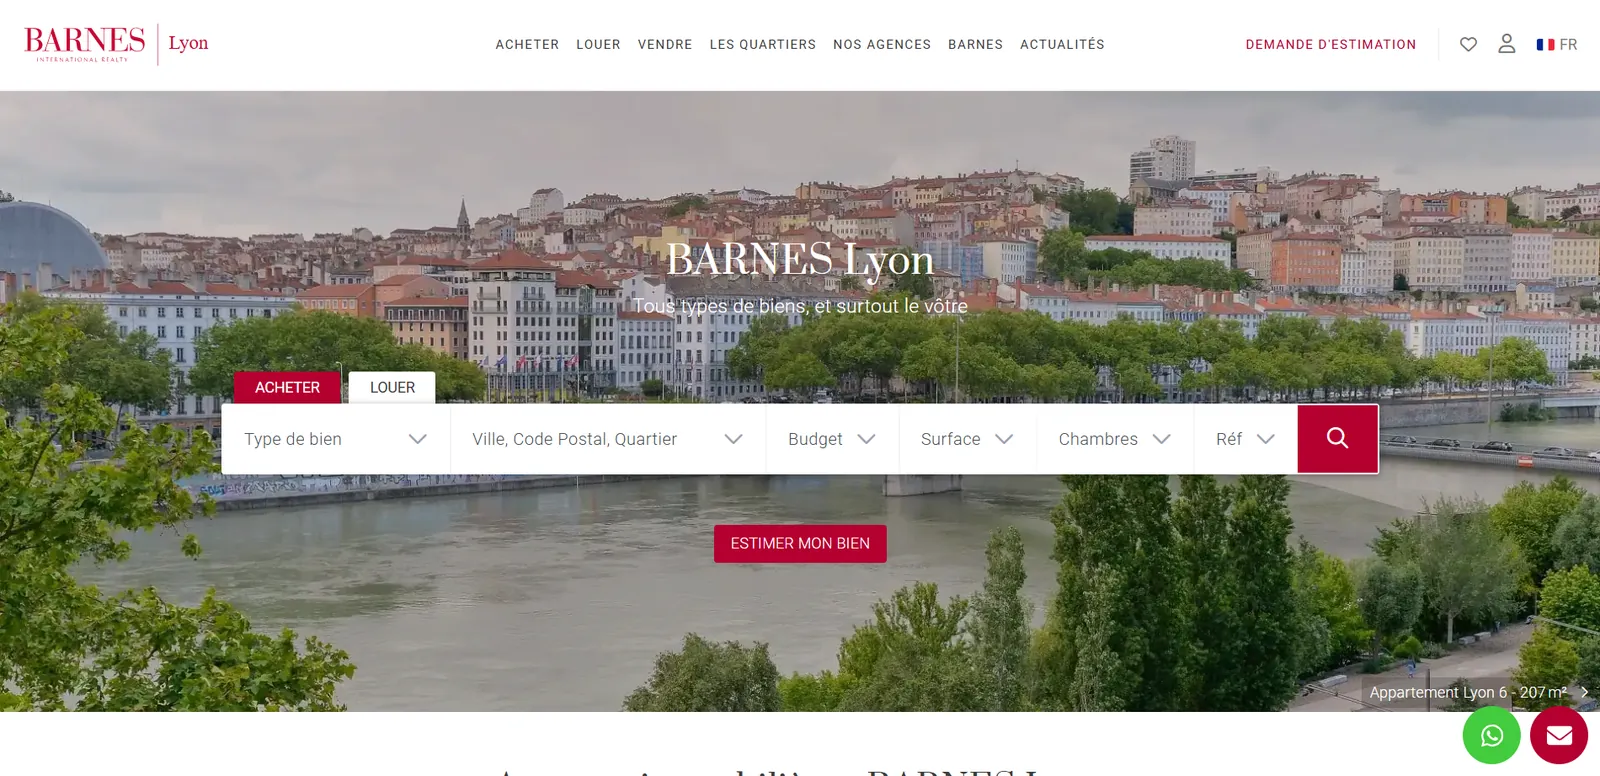 BARNES
INTERNATIONAL REALTY
Lyon
ACHETER LOUER VENDRE LES QUARTIERS NOS AGENCES BARNES ACTUALITÉS
DEMANDE D'ESTIMATION
FR
BARNES Lyon
Tous types de biens, et surtout le vôtre
ACHETER LOUER
Type de bien Ville, Code Postal, Quartier Budget Surface Chambres Réf
ESTIMER MON BIEN
Appartement Lyon 6 - 207 m²